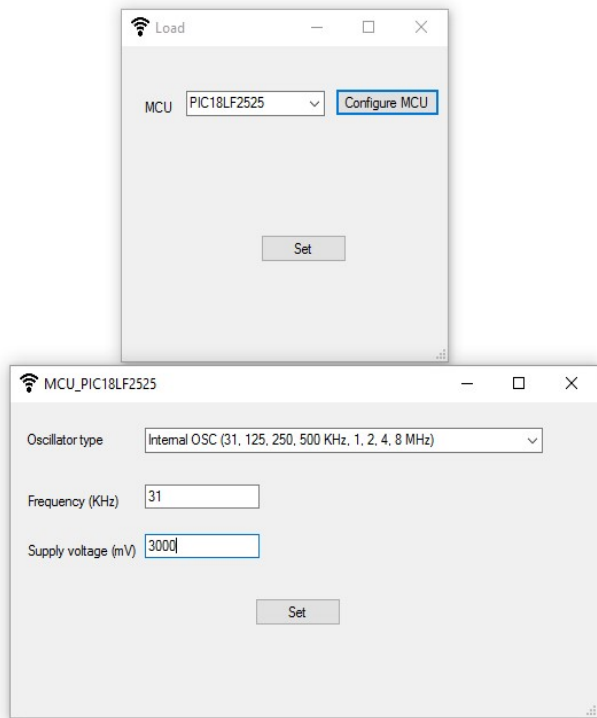 Load
MCU PIC18LF2525 Configure MCU
Set
MCU_PIC18LF2525
Oscillator type Internal OSC (31, 125, 250, 500 KHz, 1, 2, 4, 8 MHz)
Frequency (KHz) 31
Supply voltage (mV) 3000
Set